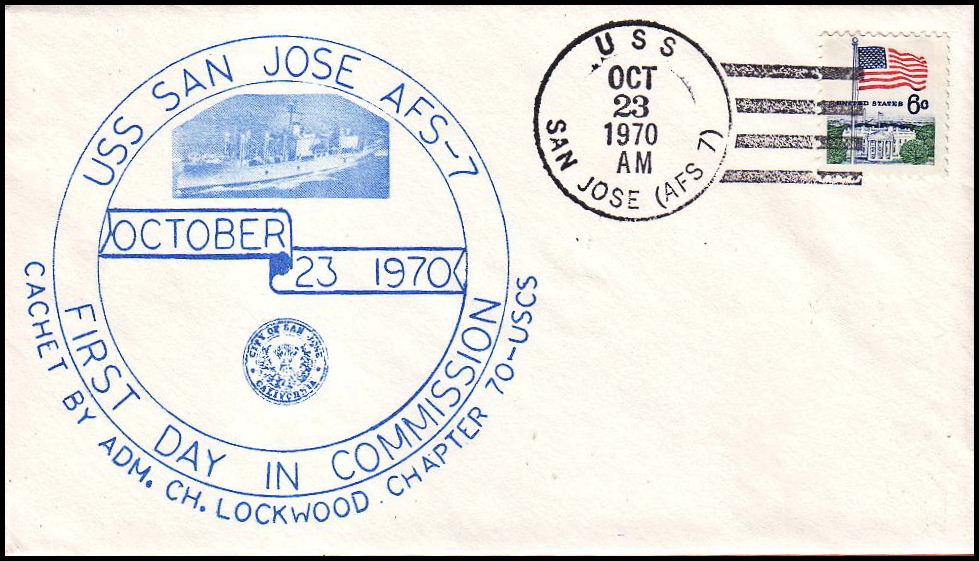 USS SAN JOSE AFS-7
OCTOBER
23 1970
CITY OF SAN JOSE
CALIFORNIA
FIRST DAY IN COMMISSION
CACHET BY ADM. CH. LOCKWOOD CHAPTER 70-USCS
USS
OCT
23
1970
AM
SAN JOSE (AFS 7)
UNITED STATES 6c